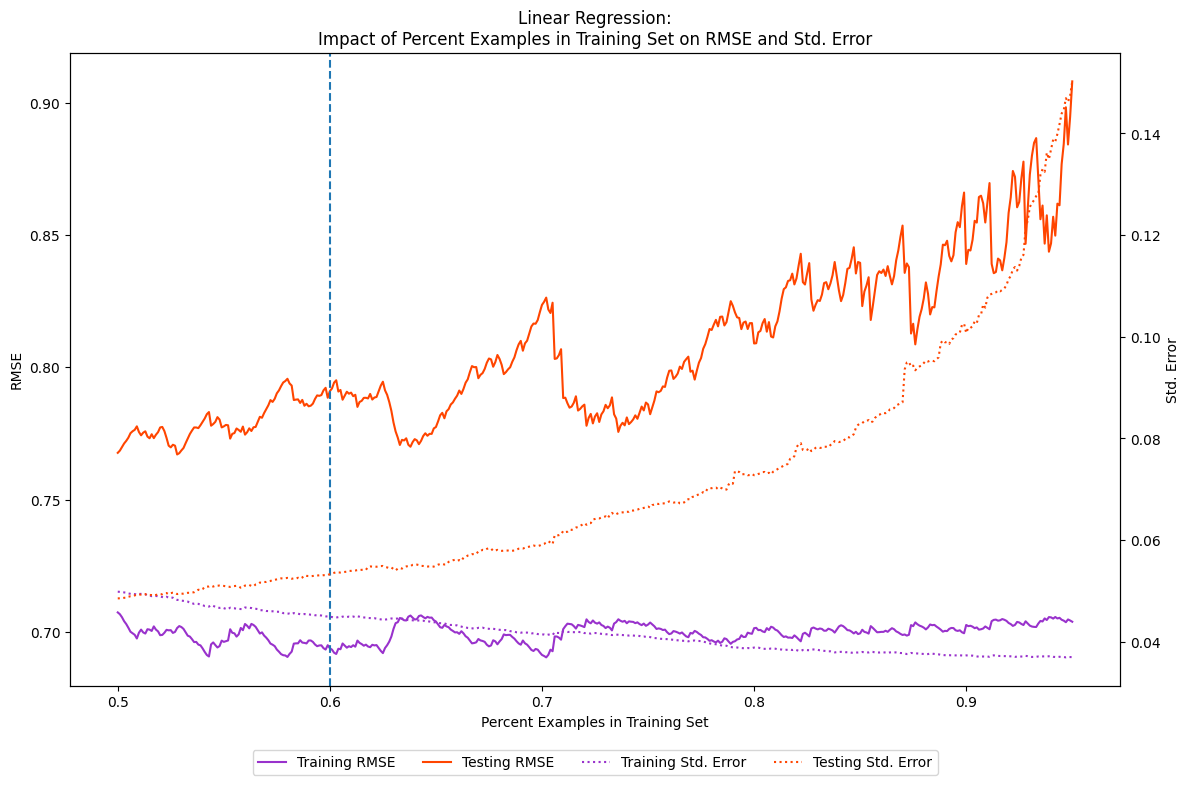 Linear Regression:
Impact of Percent Examples in Training Set on RMSE and Std. Error
0.90
0.85
0.80
0.75
0.70
RMSE
0.14
0.12
0.10
0.08
0.06
0.04
Std. Error
0.5 0.6 0.7 0.8 0.9
Percent Examples in Training Set
Training RMSE Testing RMSE Training Std. Error Testing Std. Error